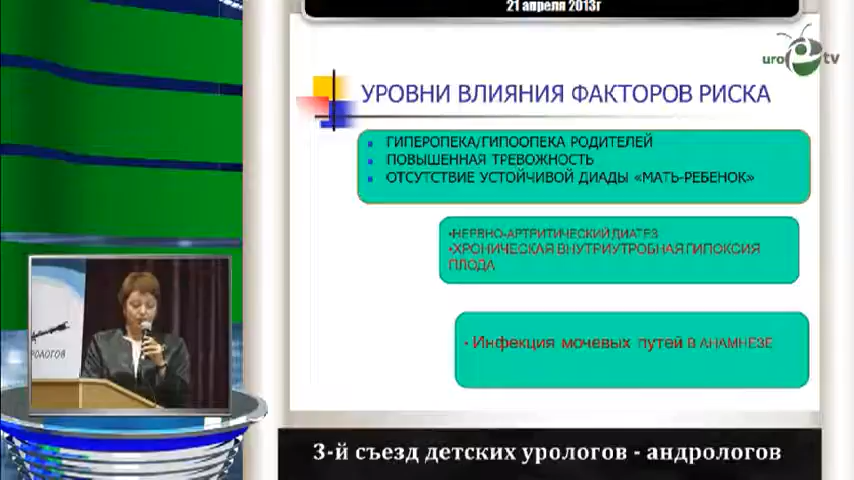 21 апреля 2013г
uro tv
УРОВНИ ВЛИЯНИЯ ФАКТОРОВ РИСКА
ГИПЕРОПЕКА/ГИПООПЕКА РОДИТЕЛЕЙ
ПОВЫШЕННАЯ ТРЕВОЖНОСТЬ
ОТСУТСТВИЕ УСТОЙЧИВОЙ ДИАДЫ «МАТЬ-РЕБЕНОК»
•НЕРВНО-АРТРИТИЧЕСКИЙ ДИАТЕЗ
•ХРОНИЧЕСКАЯ ВНУТРИУТРОБНАЯ ГИПОКСИЯ
ПЛОДА
• Инфекция мочевых путей В АНАМНЕЗЕ
РОЛОГОВ
3-й съезд детских урологов - андрологов